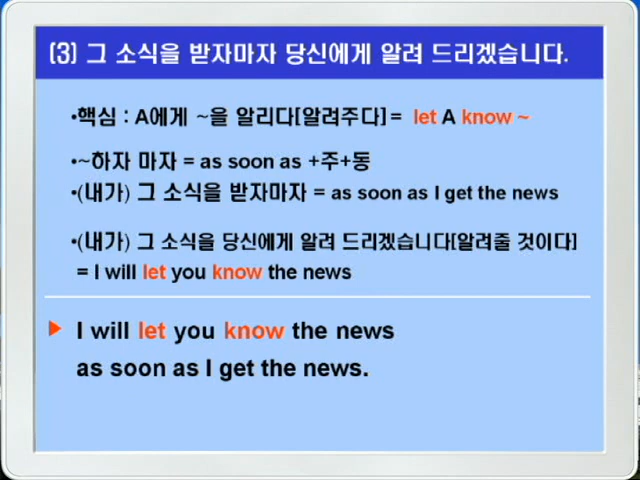 (3) 그 소식을 받자마자 당신에게 알려 드리겠습니다.
•핵심 : A에게 ~을 알리다[알려주다] = let A know ~
•~하자 마자 = as soon as +주+동
•(내가) 그 소식을 받자마자 = as soon as I get the news
•(내가) 그 소식을 당신에게 알려 드리겠습니다[알려줄 것이다]
= I will let you know the news
▶ I will let you know the news
as soon as I get the news.